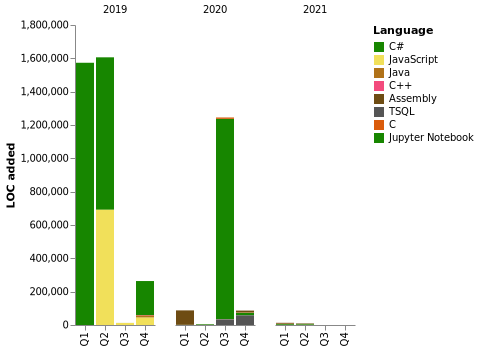 2019 2020 2021
1,800,000
1,600,000
1,400,000
1,200,000
1,000,000
800,000
600,000
400,000
200,000
0
LOC added
Q1 Q2 Q3 Q4 Q1 Q2 Q3 Q4 Q1 Q2 Q3 Q4
Language
C#
JavaScript
Java
C++
Assembly
TSQL
C
Jupyter Notebook